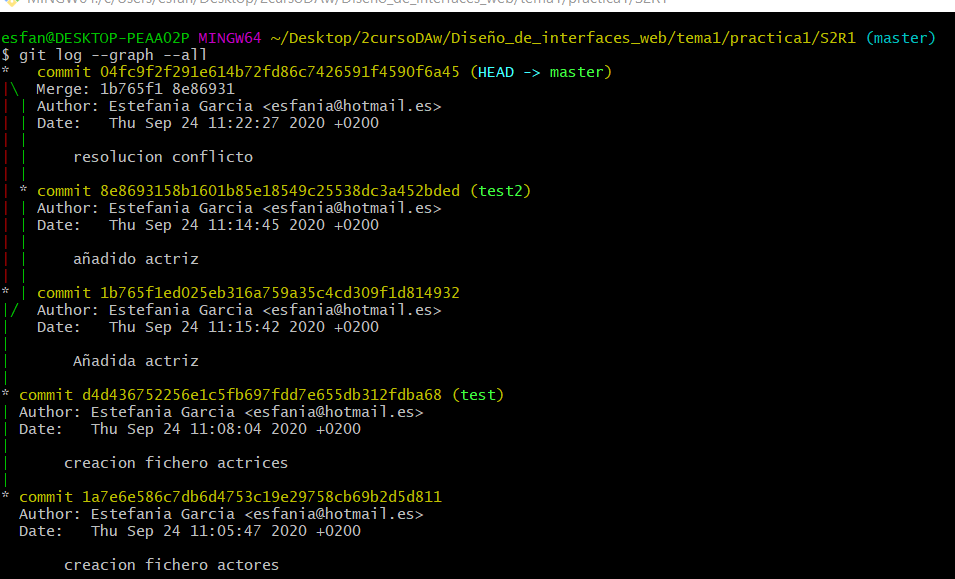 esfan@DESKTOP-PEAAO2P MINGW64 ~/Desktop/2cursoDAw/Diseño_de_interfaces_web/tema1/practica1/S2R1 (master)
$ git log --graph --all
*   commit 04fc9f2f291e614b72fd86c7426591f4590f6a45 (HEAD -> master)
|\  Merge: 1b765f1 8e86931
| | Author: Estefania Garcia <esfania@hotmail.es>
| | Date:   Thu Sep 24 11:22:27 2020 +0200
| |
| |     resolucion conflicto
| |
| * commit 8e8693158b1601b85e18549c25538dc3a452bded (test2)
| | Author: Estefania Garcia <esfania@hotmail.es>
| | Date:   Thu Sep 24 11:14:45 2020 +0200
| |
| |     añadido actriz
| |
* | commit 1b765f1ed025eb316a759a35c4cd309f1d814932
|/  Author: Estefania Garcia <esfania@hotmail.es>
|   Date:   Thu Sep 24 11:15:42 2020 +0200
|
|       Añadida actriz
|
* commit d4d436752256e1c5fb697fdd7e655db312fdba68 (test)
| Author: Estefania Garcia <esfania@hotmail.es>
| Date:   Thu Sep 24 11:08:04 2020 +0200
|
|     creacion fichero actrices
|
* commit 1a7e6e586c7db6d4753c19e29758cb69b2d5d811
  Author: Estefania Garcia <esfania@hotmail.es>
  Date:   Thu Sep 24 11:05:47 2020 +0200

      creacion fichero actores